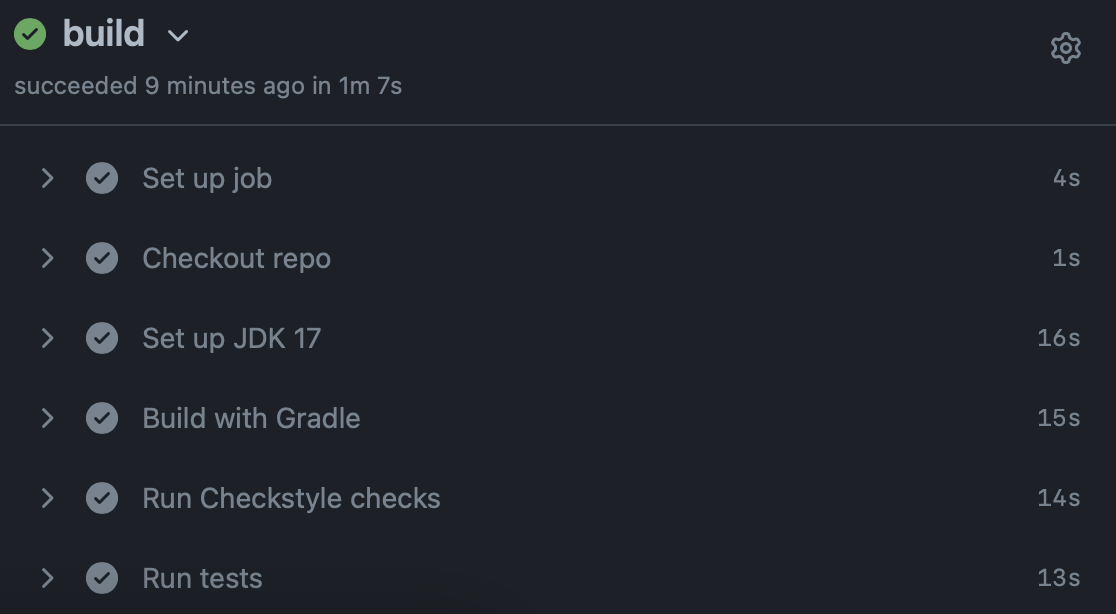 build
succeeded 9 minutes ago in 1m 7s
Set up job 4s
Checkout repo 1s
Set up JDK 17 16s
Build with Gradle 15s
Run Checkstyle checks 14s
Run tests 13s